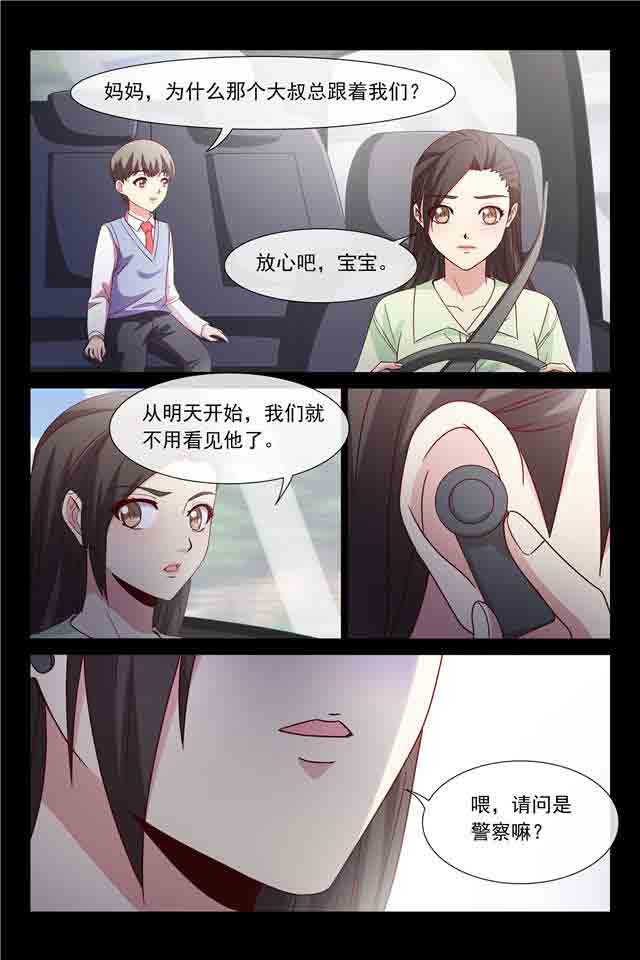 妈妈，为什么那个大叔总跟着我们？
放心吧，宝宝。
从明天开始，我们就
不用看见他了。
喂，请问是
警察嘛？